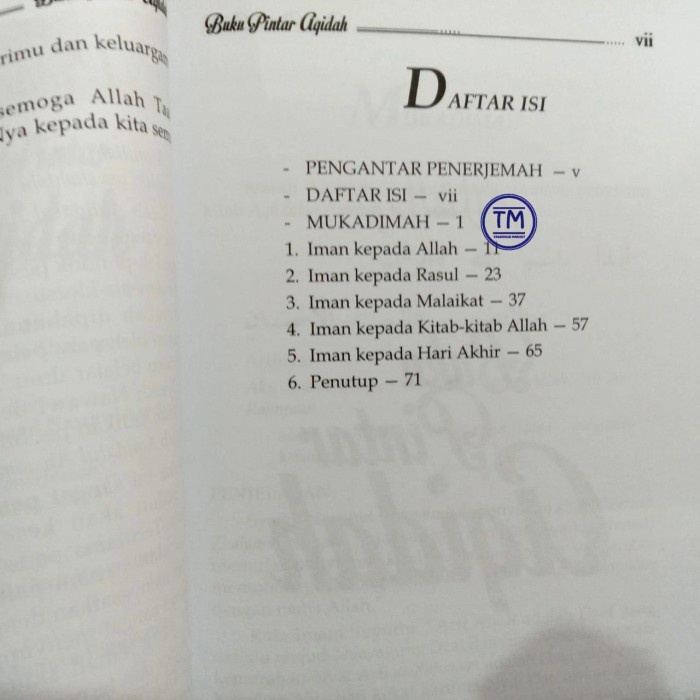 rimu dan keluargan
semoga Allah
Nya kepada kita sem
Buku Pintar Aqidah
vii
DAFTAR ISI
- PENGANTAR PENERJEMAH – v
- DAFTAR ISI – vii
- MUKADIMAH – 1
TM
1. Iman kepada Allah – 11
2. Iman kepada Rasul – 23
3. Iman kepada Malaikat – 37
4. Iman kepada Kitab-kitab Allah – 57
5. Iman kepada Hari Akhir – 65
6. Penutup – 71